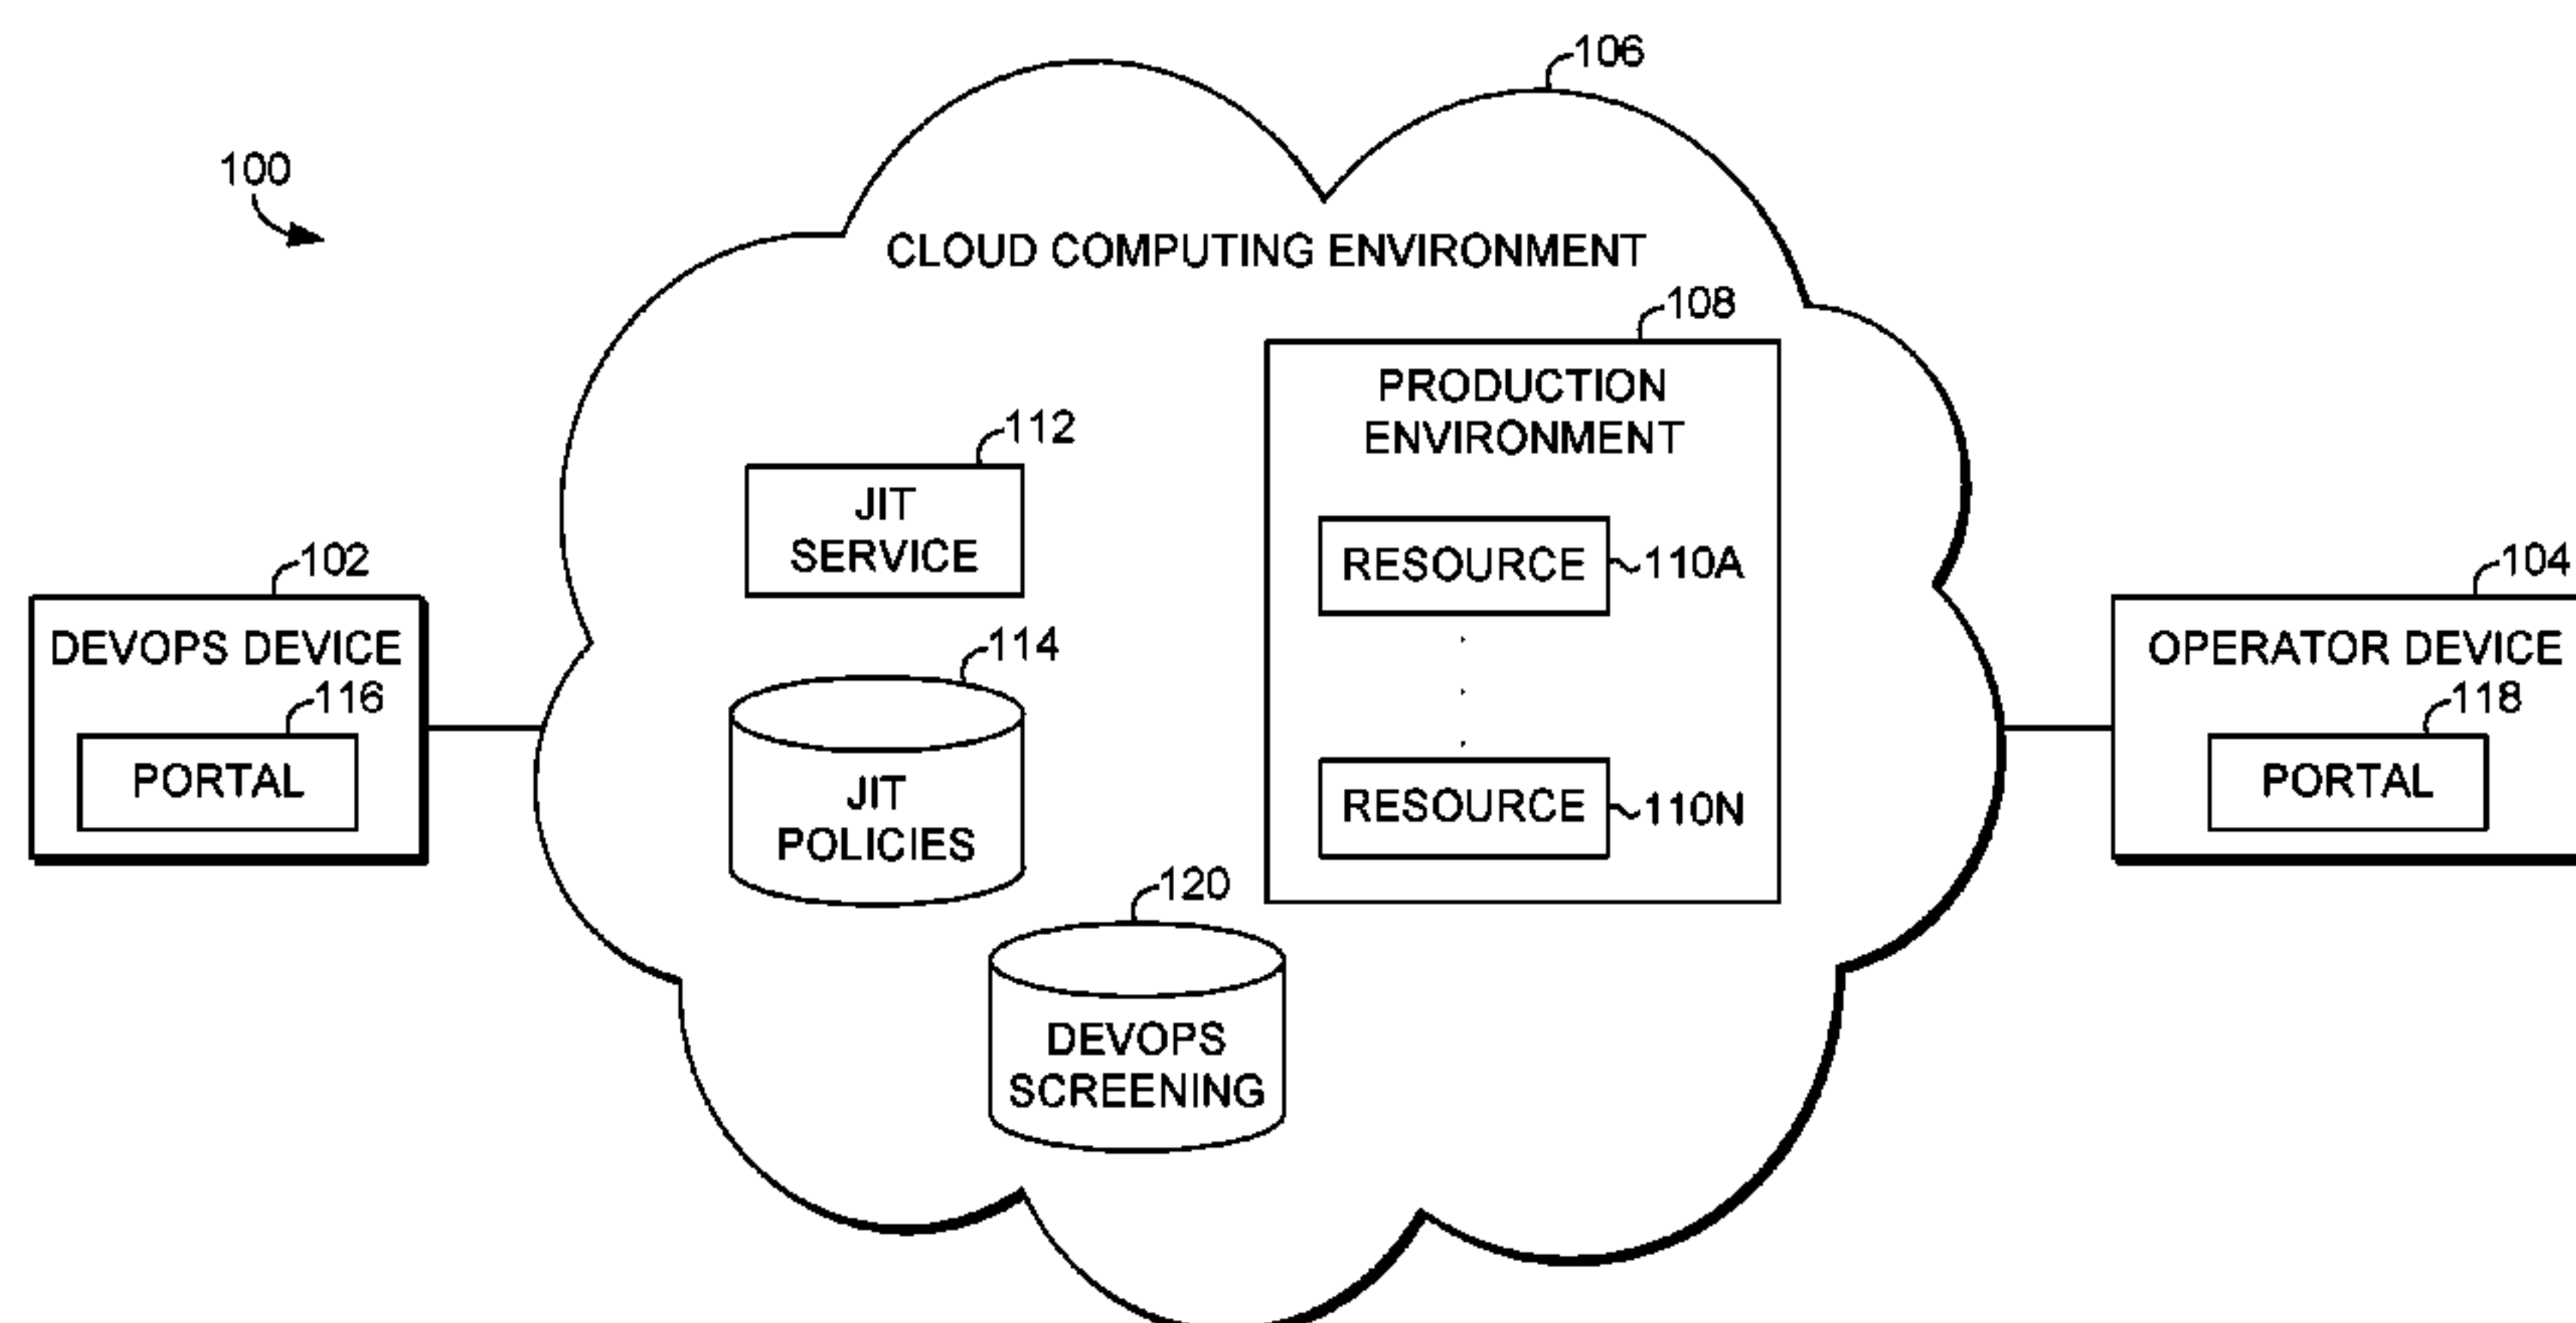 106
100
CLOUD COMPUTING ENVIRONMENT
108
PRODUCTION
ENVIRONMENT
112
JIT
SERVICE
RESOURCE
110A
102
DEVOPS DEVICE
116
PORTAL
114
JIT
POLICIES
RESOURCE
110N
104
OPERATOR DEVICE
118
PORTAL
120
DEVOPS
SCREENING